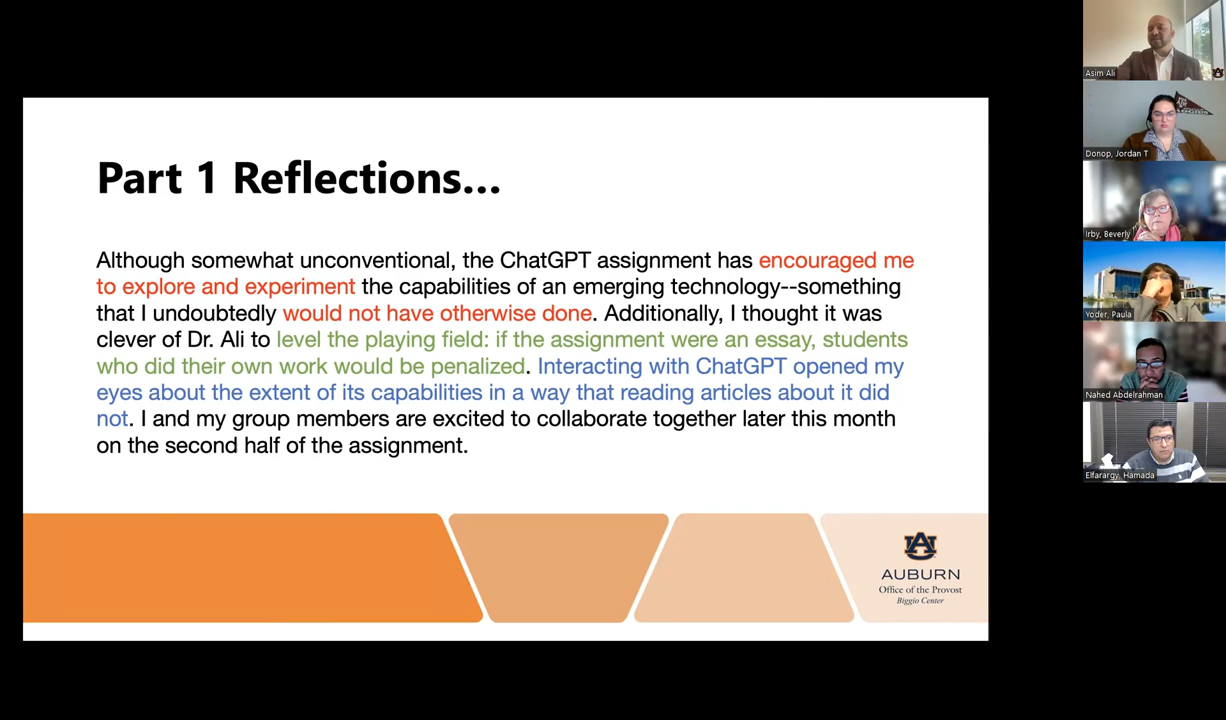 Part 1 Reflections...
Although somewhat unconventional, the ChatGPT assignment has encouraged me
to explore and experiment the capabilities of an emerging technology--something
that I undoubtedly would not have otherwise done. Additionally, I thought it was
clever of Dr. Ali to level the playing field: if the assignment were an essay, students
who did their own work would be penalized. Interacting with ChatGPT opened my
eyes about the extent of its capabilities in a way that reading articles about it did
not. I and my group members are excited to collaborate together later this month
on the second half of the assignment.
AUBURN
Office of the Provost
Biggio Center
Asim Ali
Donop, Jordan T
Irby, Beverly
Yoder, Paula
Nahed Abdelrahman
Elfarargy, Hamada